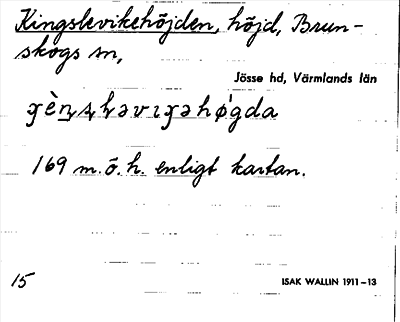 Kingslevikehöjden, höjd, Brun-
skogs sn,
Jösse hd, Värmlands län
169 m.ö.h. enligt kartan.
15
ISAK WALLIN 1911-13